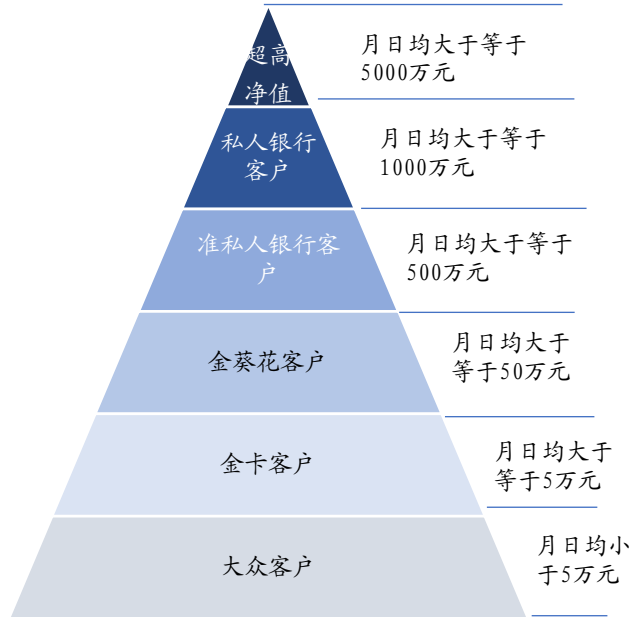 超高
净值
月日均大于等于
5000万元
私人银行
客户
月日均大于等于
1000万元
准私人银行客
户
月日均大于等于
500万元
金葵花客户
月日均大于
等于50万元
金卡客户
月日均大于
等于5万元
大众客户
月日均小
于5万元